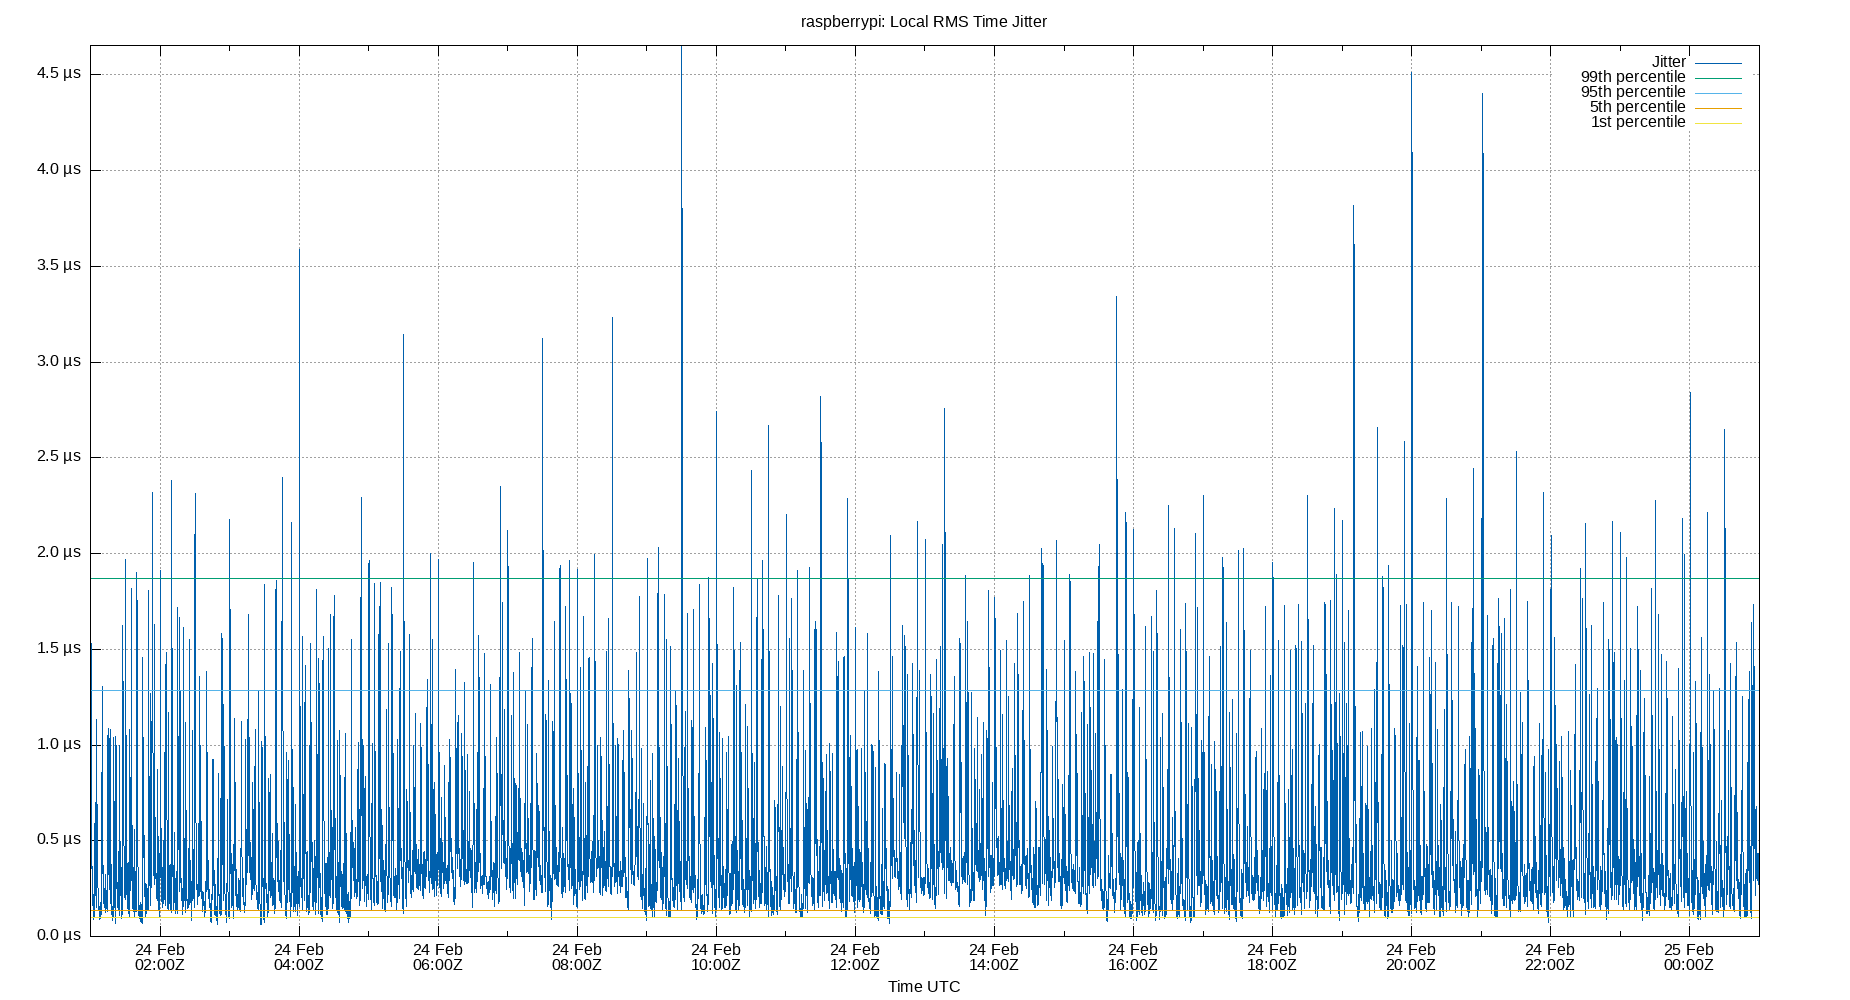 raspberrypi: Local RMS Time Jitter
Jitter
99th percentile
95th percentile
5th percentile
1st percentile
4.5 µs
4.0 µs
3.5 µs
3.0 µs
2.5 µs
2.0 µs
1.5 µs
1.0 µs
0.5 µs
0.0 µs
24 Feb 24 Feb 24 Feb 24 Feb 24 Feb 24 Feb 24 Feb 24 Feb 24 Feb 24 Feb 24 Feb 25 Feb
02:00Z 04:00Z 06:00Z 08:00Z 10:00Z 12:00Z 14:00Z 16:00Z 18:00Z 20:00Z 22:00Z 00:00Z
Time UTC